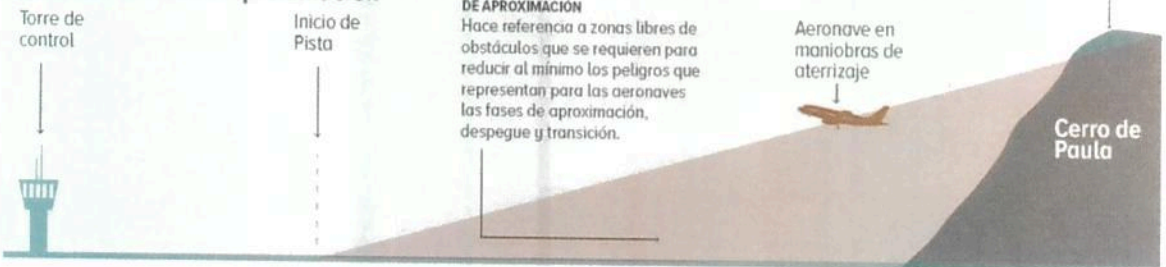 Torre de
control
Inicio de
Pista
DE APROXIMACIÓN
Hace referencia a zonas libres de
obstáculos que se requieren para
reducir al mínimo los peligros que
representan para las aeronaves
las fases de aproximación,
despegue y transición.
Aeronave en
maniobras de
aterrizaje
Cerro de
Paula